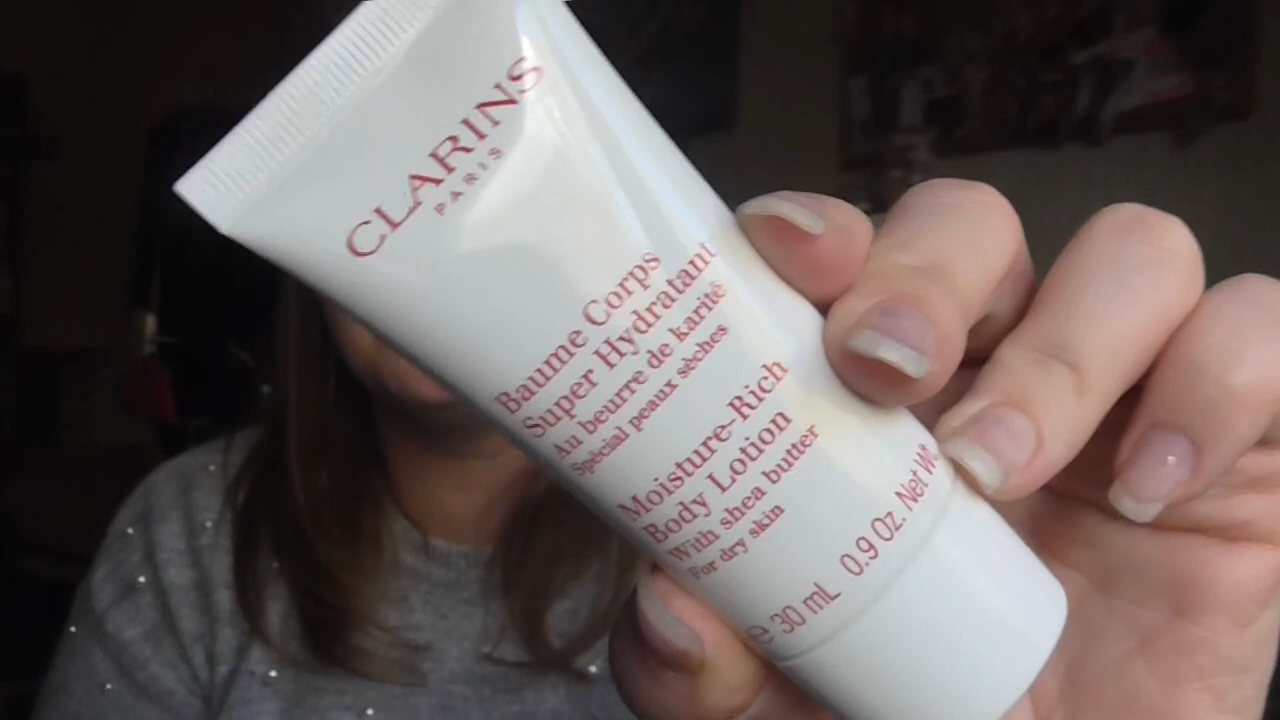 CLARINS
PARIS
Baume Corps
Super Hydratant
Au beurre de karité
Spécial peaux sèches
Moisture-Rich
Body Lotion
With shea butter
For dry skin
e 30 mL 0.9 Oz. Net